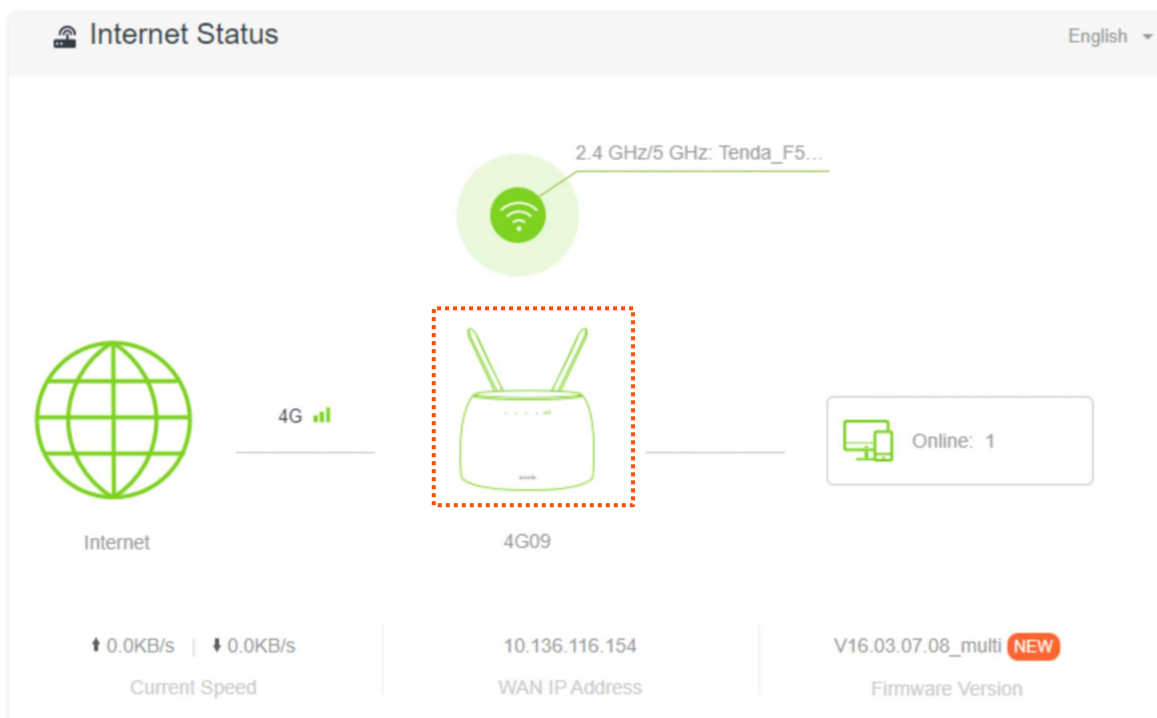 Internet Status
English
2.4 GHz/5 GHz: Tenda_F5...
4G
Online: 1
Internet
4G09
0.0KB/s | 0.0KB/s
10.136.116.154
V16.03.07.08_multi NEW
Current Speed
WAN IP Address
Firmware Version